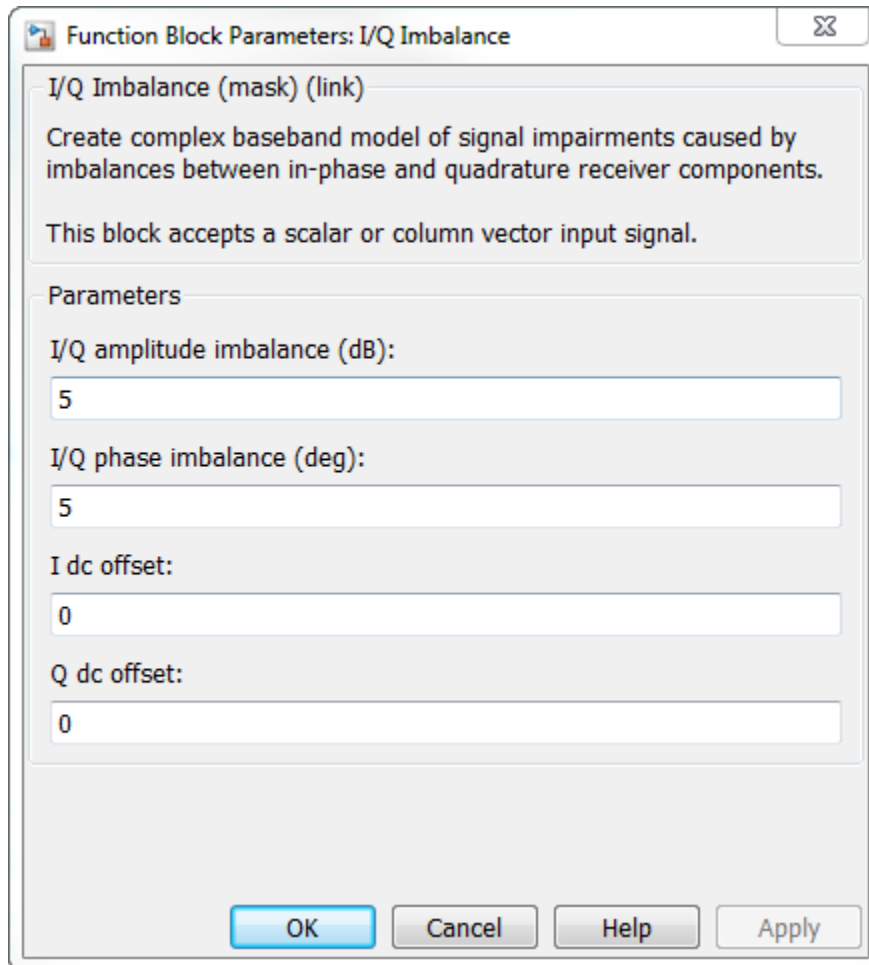 Function Block Parameters: I/Q Imbalance
I/Q Imbalance (mask) (link)
Create complex baseband model of signal impairments caused by
imbalances between in-phase and quadrature receiver components.
This block accepts a scalar or column vector input signal.
Parameters
I/Q amplitude imbalance (dB):
5
I/Q phase imbalance (deg):
5
I dc offset:
0
Q dc offset:
0
OK Cancel Help Apply